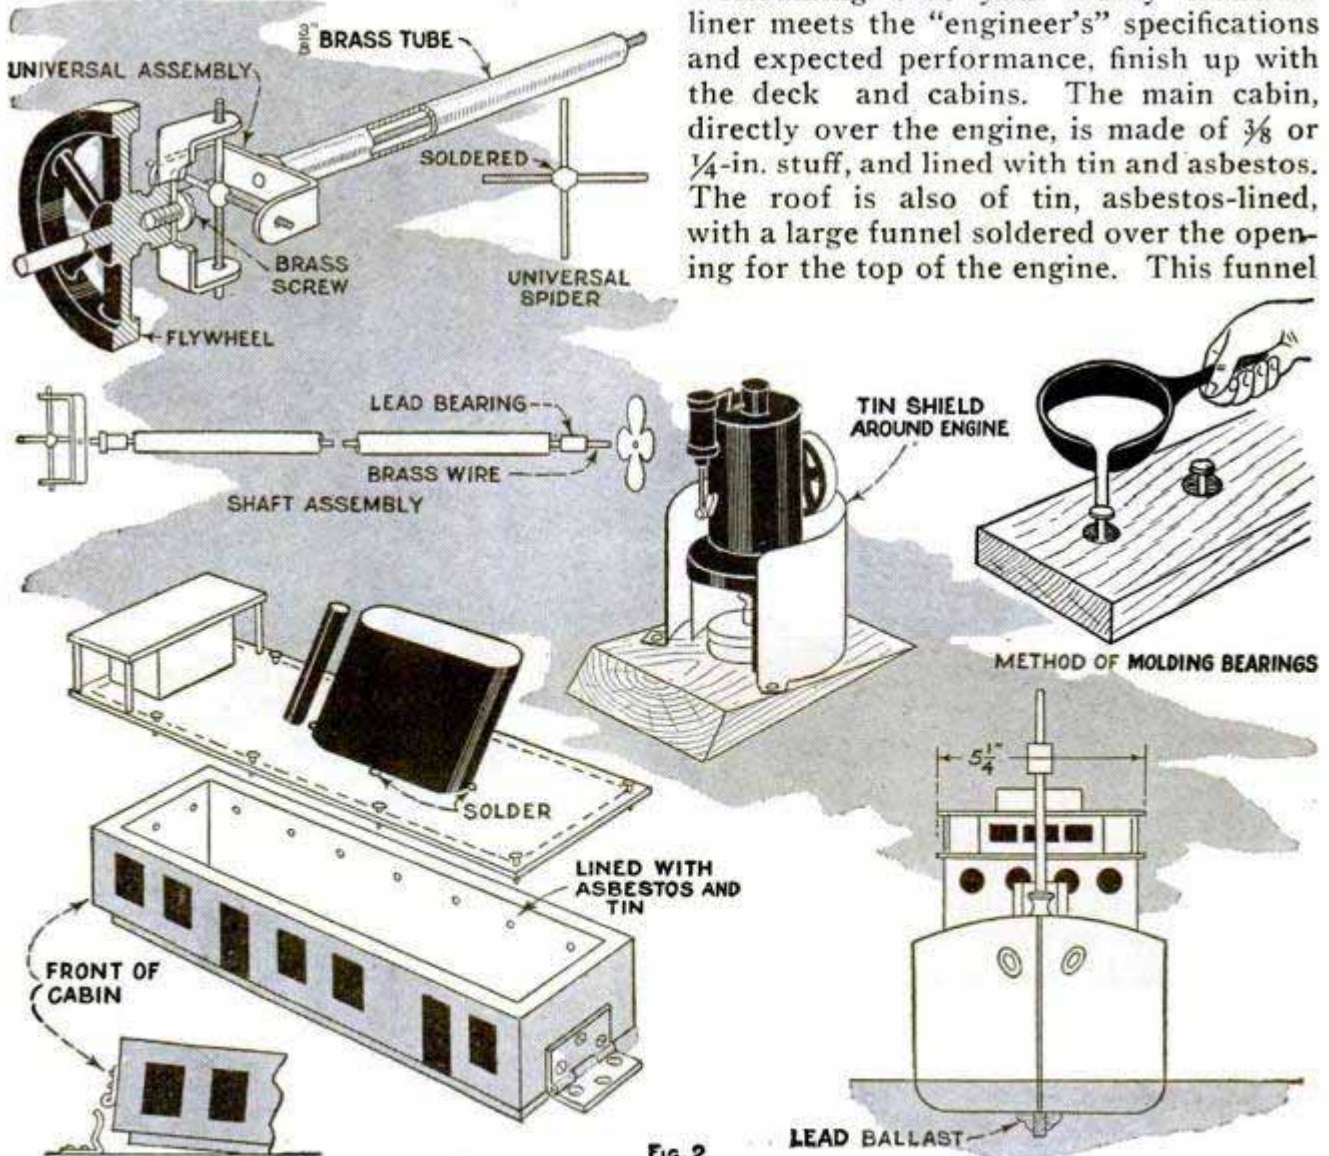 liner meets the “engineer’s” specifications
and expected performance, finish up with
the deck and cabins. The main cabin,
directly over the engine, is made of ⅜ or
¼-in. stuff, and lined with tin and asbestos.
The roof is also of tin, asbestos-lined,
with a large funnel soldered over the open-
ing for the top of the engine. This funnel
3/8" BRASS TUBE
UNIVERSAL ASSEMBLY
SOLDERED
BRASS
SCREW
UNIVERSAL
SPIDER
FLYWHEEL
LEAD BEARING
BRASS WIRE
SHAFT ASSEMBLY
TIN SHIELD
AROUND ENGINE
METHOD OF MOLDING BEARINGS
SOLDER
LINED WITH
ASBESTOS AND
TIN
FRONT OF
CABIN
5 1/4"
LEAD BALLAST
FIG. 2